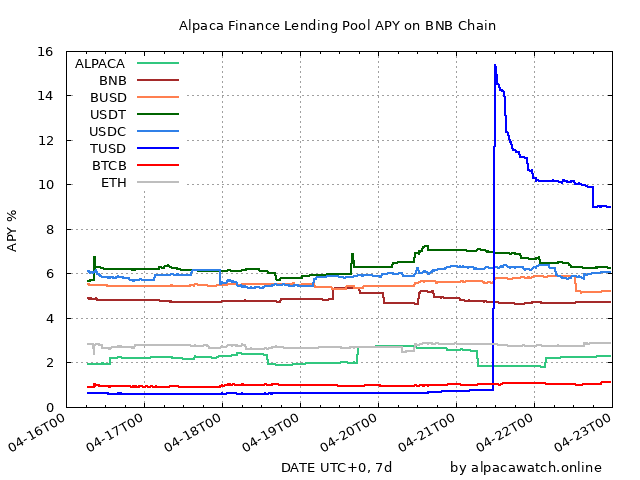 Alpaca Finance Lending Pool APY on BNB Chain
16
14
12
10
8
6
4
2
0
APY %
ALPACA
BNB
BUSD
USDT
USDC
TUSD
BTCB
ETH
04-16T00
04-17T00
04-18T00
04-19T00
04-20T00
04-21T00
04-22T00
04-23T00
DATE UTC+0, 7d
by alpacawatch.online